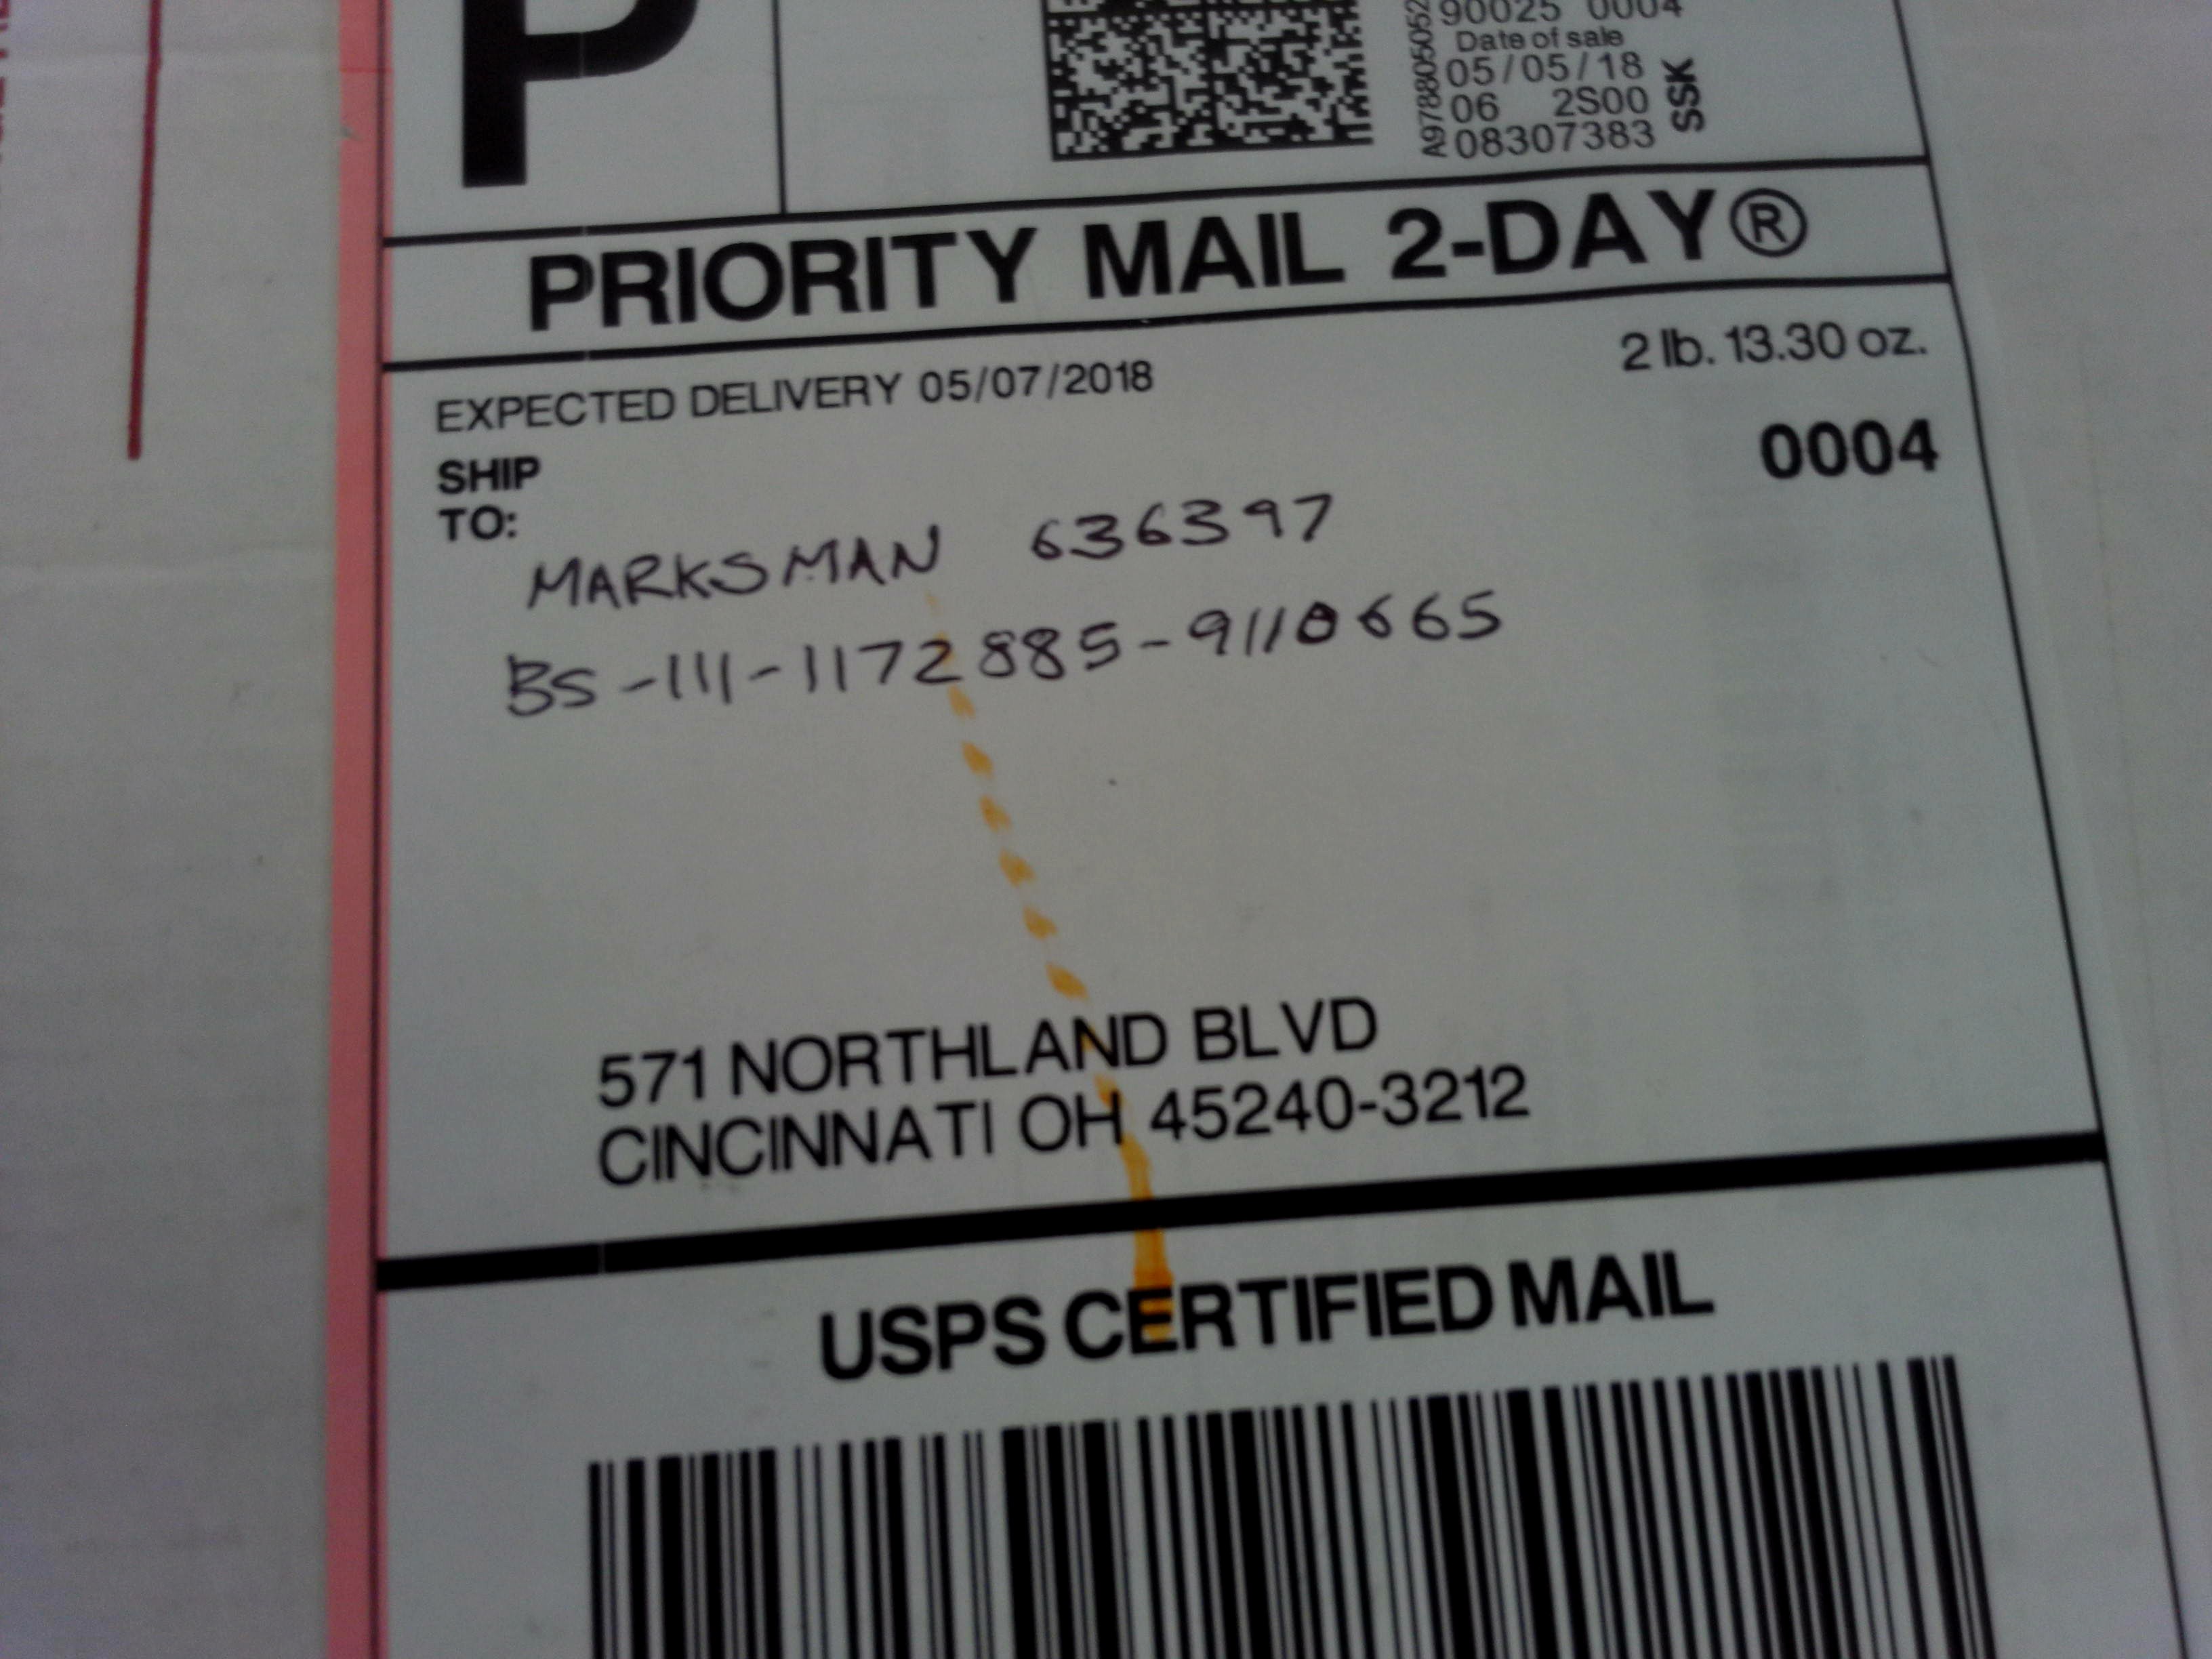 P
90025 0004
Date of sale
05/05/18
06 2S00
08307383
SSK
PRIORITY MAIL 2-DAY®
EXPECTED DELIVERY 05/07/2018
2 lb. 13.30 oz.
0004
SHIP
TO:
MARKSMAN 636397
BS-111-1172885-9110665
571 NORTHLAND BLVD
CINCINNATI OH 45240-3212
USPS CERTIFIED MAIL